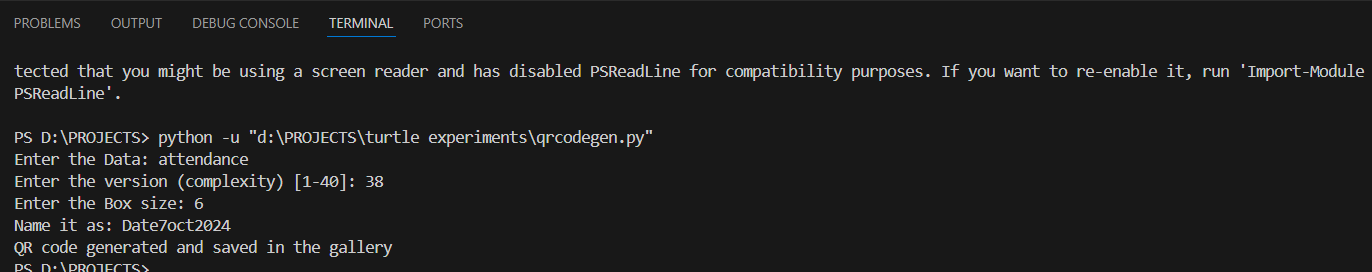 PROBLEMS OUTPUT DEBUG CONSOLE TERMINAL PORTS
tected that you might be using a screen reader and has disabled PSReadLine for compatibility purposes. If you want to re-enable it, run 'Import-Module
PSReadLine'.
PS D:\PROJECTS> python -u "d:\PROJECTS\turtle experiments\qrcodegen.py"
Enter the Data: attendance
Enter the version (complexity) [1-40]: 38
Enter the Box size: 6
Name it as: Date7oct2024
QR code generated and saved in the gallery
PS D:\PROJECTS>